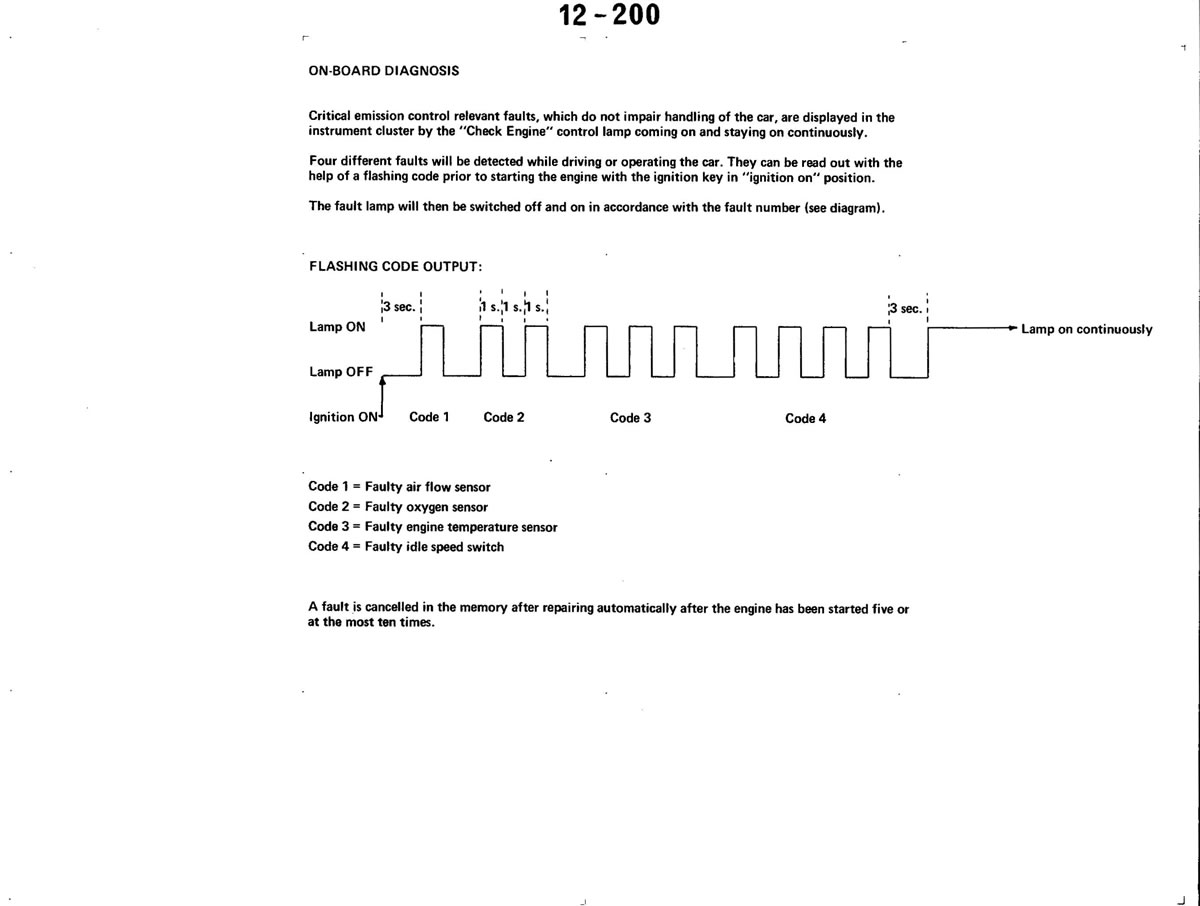 12-200
ON-BOARD DIAGNOSIS
Critical emission control relevant faults, which do not impair handling of the car, are displayed in the
instrument cluster by the "Check Engine" control lamp coming on and staying on continuously.
Four different faults will be detected while driving or operating the car. They can be read out with the
help of a flashing code prior to starting the engine with the ignition key in "ignition on" position.
The fault lamp will then be switched off and on in accordance with the fault number (see diagram).
FLASHING CODE OUTPUT:
3 sec. 1 s. 1 s. 1 s. 3 sec.
Lamp ON Lamp on continuously
Lamp OFF
Ignition ON Code 1 Code 2 Code 3 Code 4
Code 1 = Faulty air flow sensor
Code 2 = Faulty oxygen sensor
Code 3 = Faulty engine temperature sensor
Code 4 = Faulty idle speed switch
A fault is cancelled in the memory after repairing automatically after the engine has been started five or
at the most ten times.